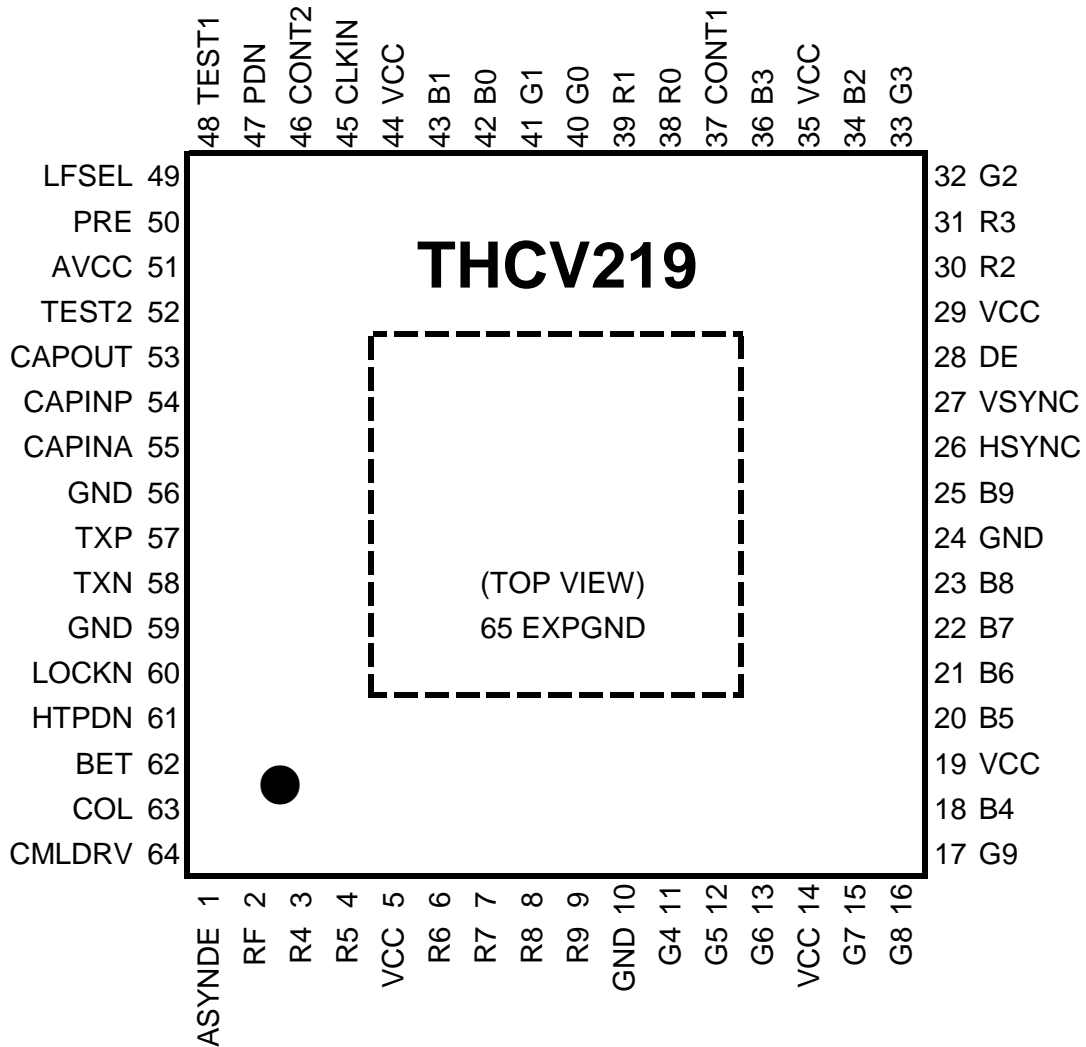 48 TEST1
47 PDN
46 CONT2
45 CLKIN
44 VCC
43 B1
42 B0
41 G1
40 G0
39 R1
38 R0
37 CONT1
36 B3
35 VCC
34 B2
33 G3
LFSEL 49
PRE 50
AVCC 51
TEST2 52
CAPOUT 53
CAPINP 54
CAPINA 55
GND 56
TXP 57
TXN 58
GND 59
LOCKN 60
HTPDN 61
BET 62
COL 63
CMLDRV 64
THCV219
(TOP VIEW)
65 EXPGND
32 G2
31 R3
30 R2
29 VCC
28 DE
27 VSYNC
26 HSYNC
25 B9
24 GND
23 B8
22 B7
21 B6
20 B5
19 VCC
18 B4
17 G9
ASYNDE 1
RF 2
R4 3
R5 4
VCC 5
R6 6
R7 7
R8 8
R9 9
GND 10
G4 11
G5 12
G6 13
VCC 14
G7 15
G8 16